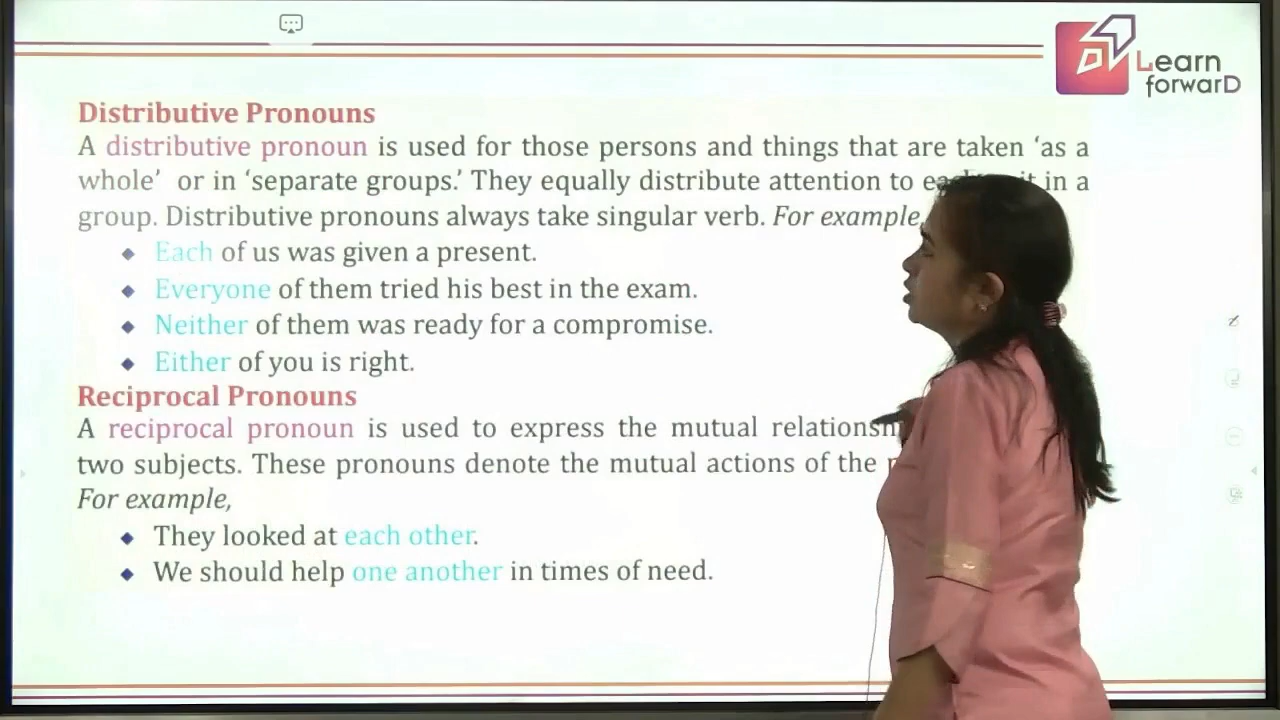 Learn
forwarD
Distributive Pronouns
A distributive pronoun is used for those persons and things that are taken ‘as a
whole’ or in ‘separate groups.’ They equally distribute attention to in a
group. Distributive pronouns always take singular verb. For example,
Each of us was given a present.
Everyone of them tried his best in the exam.
Neither of them was ready for a compromise.
Either of you is right.
Reciprocal Pronouns
A reciprocal pronoun is used to express the mutual
two subjects. These pronouns denote the mutual actions of the
For example,
They looked at each other.
We should help one another in times of need.